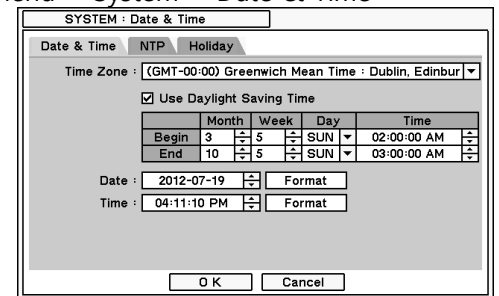 SYSTEM : Date & Time
Date & Time NTP Holiday
Time Zone : (GMT-00:00) Greenwich Mean Time : Dublin, Edinbur
Use Daylight Saving Time
Month Week Day Time
Begin 3 5 SUN 02:00:00 AM
End 10 5 SUN 03:00:00 AM
Date : 2012-07-19 Format
Time : 04:11:10 PM Format
OK Cancel